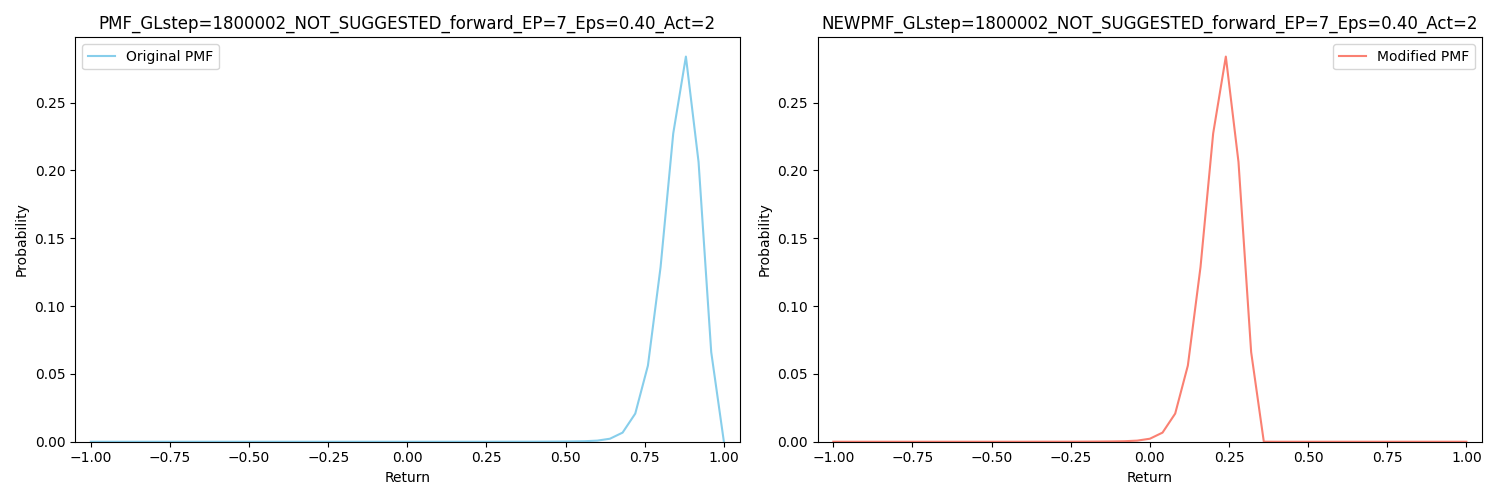 PMF_GLstep=1800002_NOT_SUGGESTED_forward_EP=7_Eps=0.40_Act=2
Original PMF
Probability
0.25
0.20
0.15
0.10
0.05
0.00
−1.00 −0.75 −0.50 −0.25 0.00 0.25 0.50 0.75 1.00
Return
NEWPMF_GLstep=1800002_NOT_SUGGESTED_forward_EP=7_Eps=0.40_Act=2
Modified PMF
Probability
0.25
0.20
0.15
0.10
0.05
0.00
−1.00 −0.75 −0.50 −0.25 0.00 0.25 0.50 0.75 1.00
Return